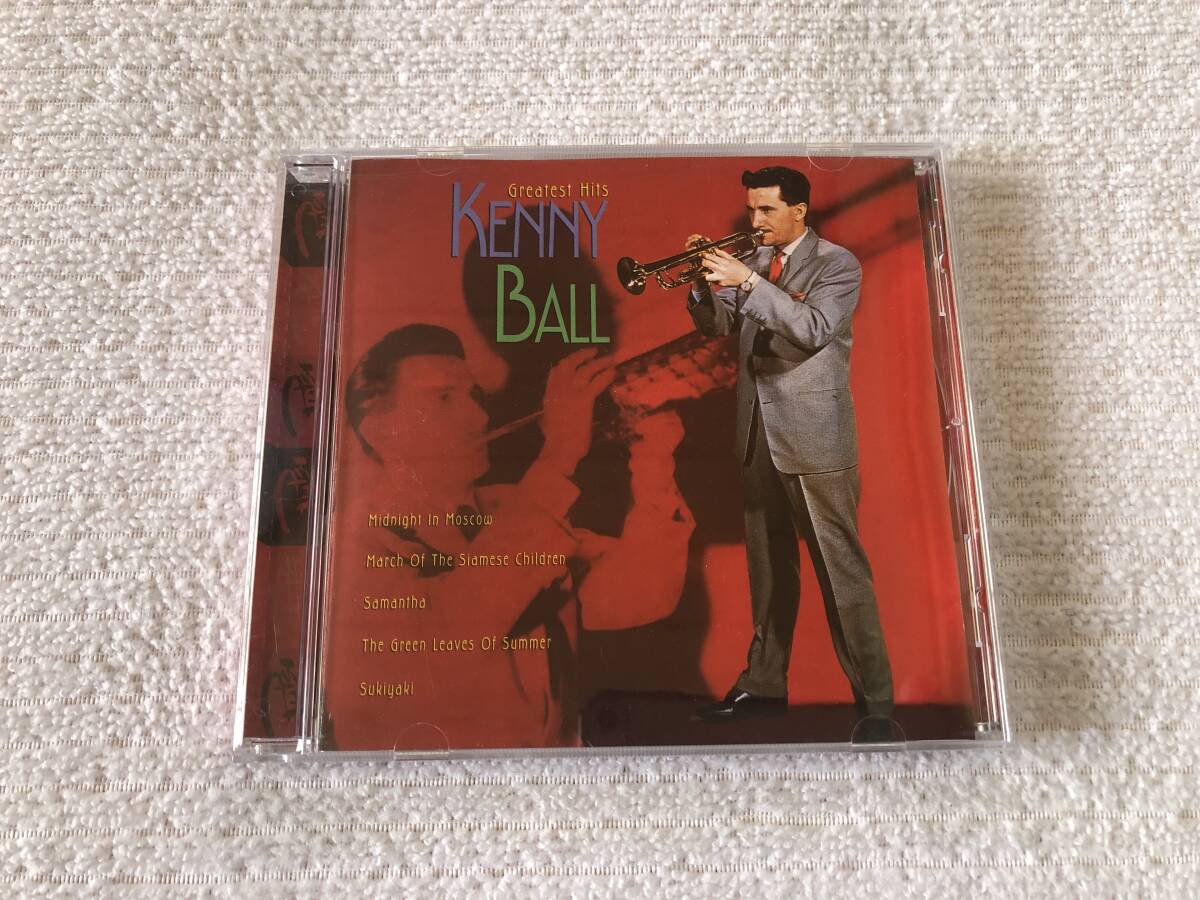 Greatest Hits
KENNY
BALL
Midnight In Moscow
March Of The Siamese Children
Samantha
The Green Leaves Of Summer
Sukiyaki